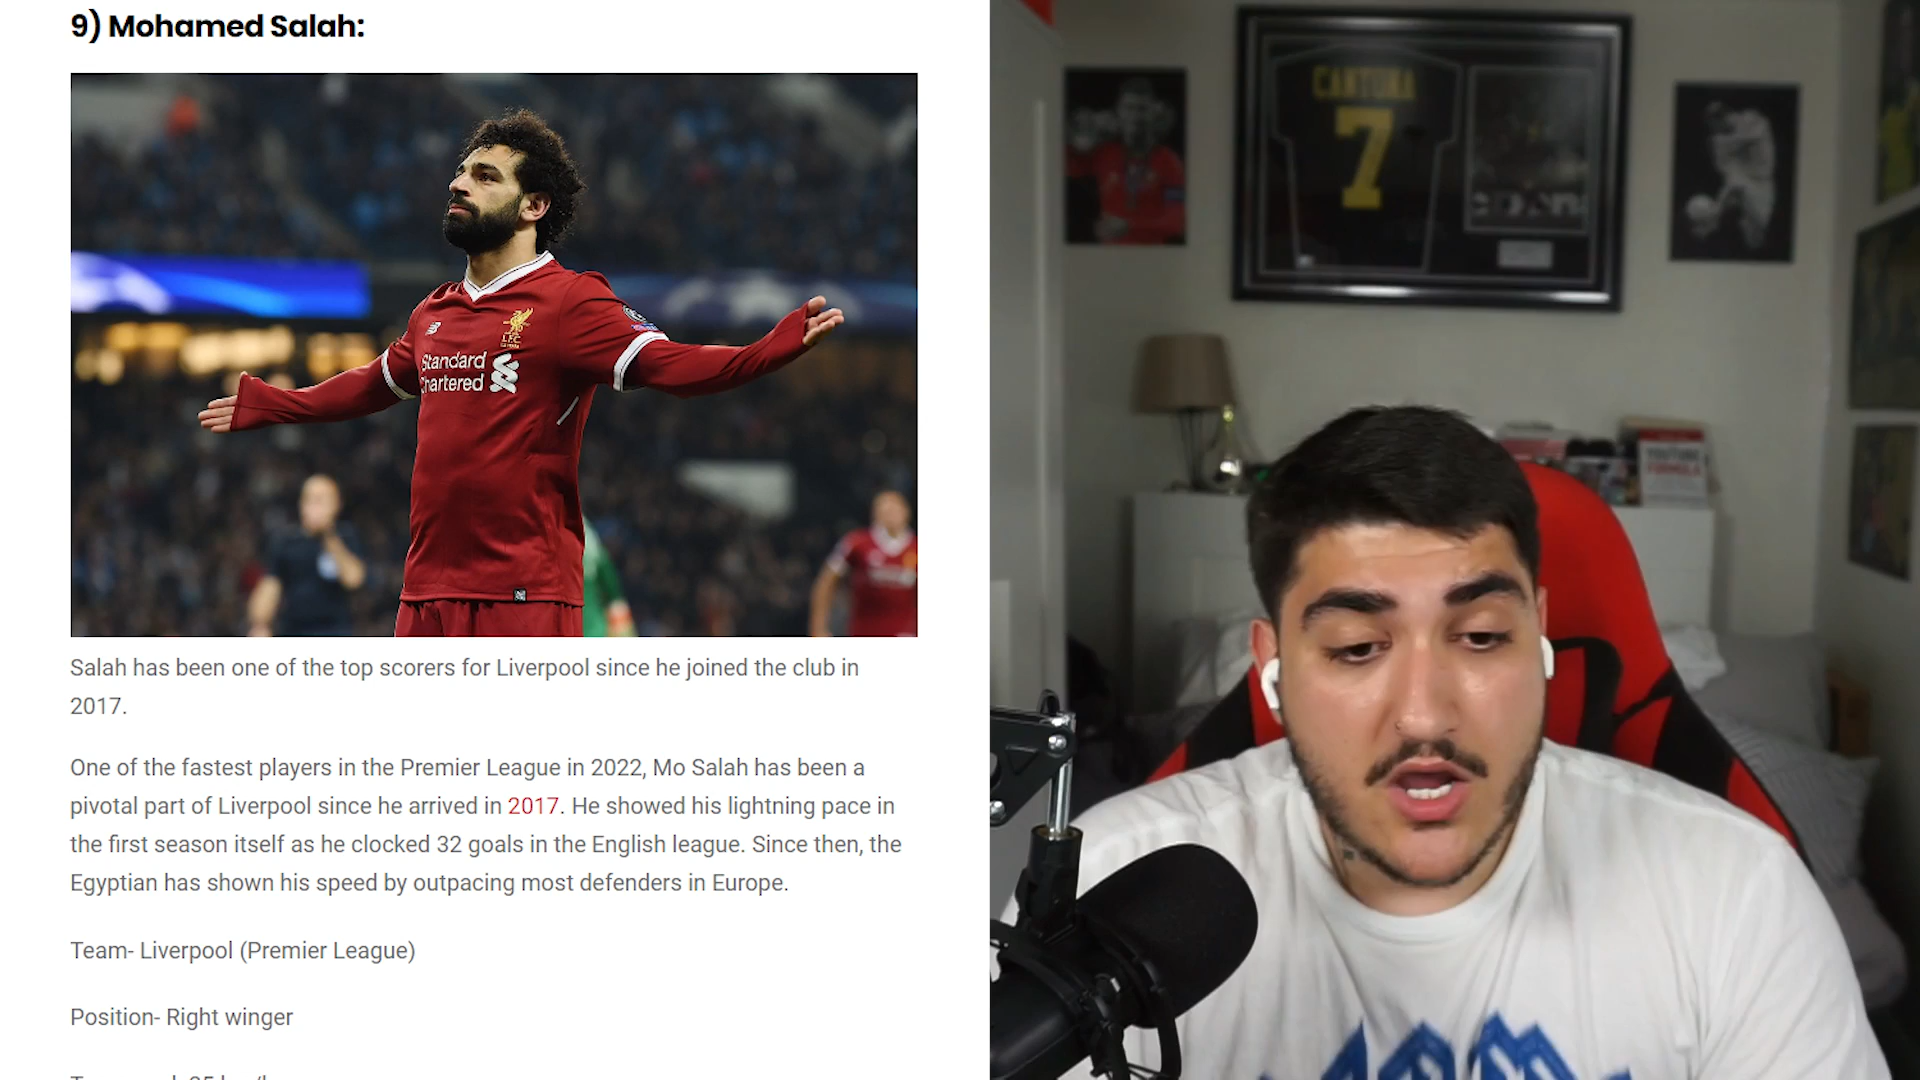 9) Mohamed Salah:
Standard
Chartered
L.F.C.
Salah has been one of the top scorers for Liverpool since he joined the club in
2017.
One of the fastest players in the Premier League in 2022, Mo Salah has been a
pivotal part of Liverpool since he arrived in 2017. He showed his lightning pace in
the first season itself as he clocked 32 goals in the English league. Since then, the
Egyptian has shown his speed by outpacing most defenders in Europe.
Team- Liverpool (Premier League)
Position- Right winger
CANTONA
7
YOUTUBE
FORMULA